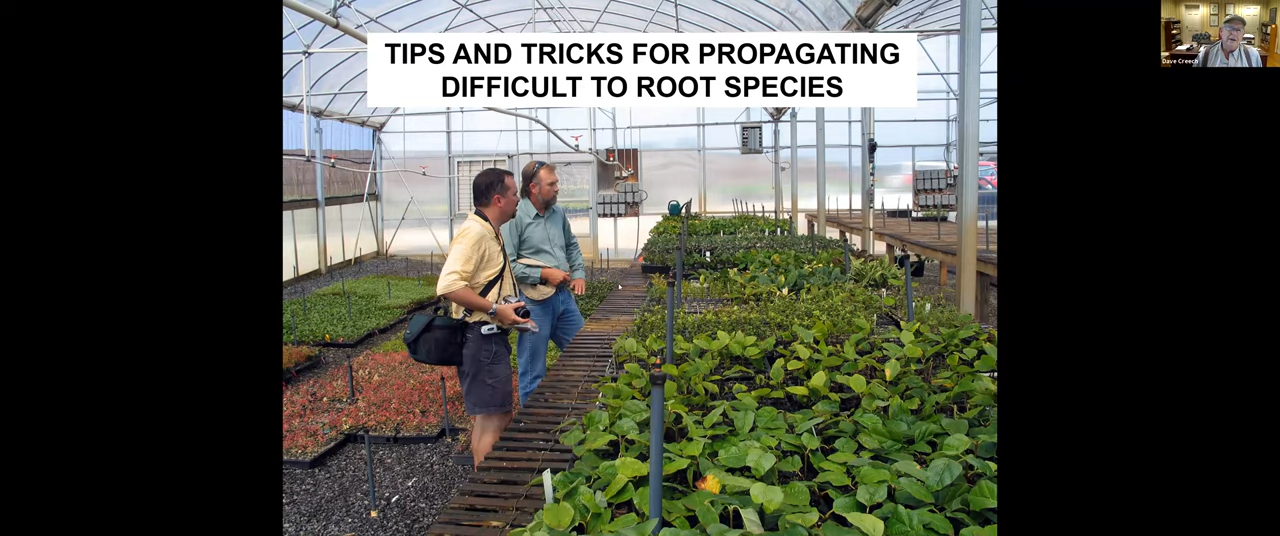 TIPS AND TRICKS FOR PROPAGATING
DIFFICULT TO ROOT SPECIES
Dave Creech